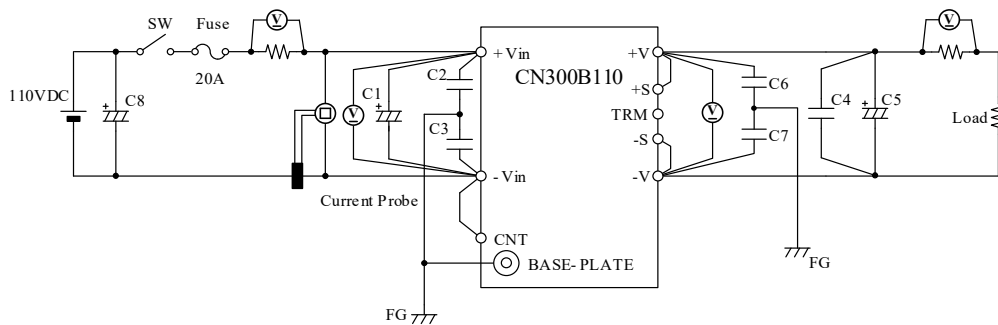 SW
Fuse
20A
V
110VDC
C8
+
C1
+
V
C2
C3
Current Probe
+Vin
-Vin
CNT
BASE-PLATE
FG
CN300B110
+V
+S
TRM
-S
-V
V
C6
C7
FG
C4
C5
+
V
Load